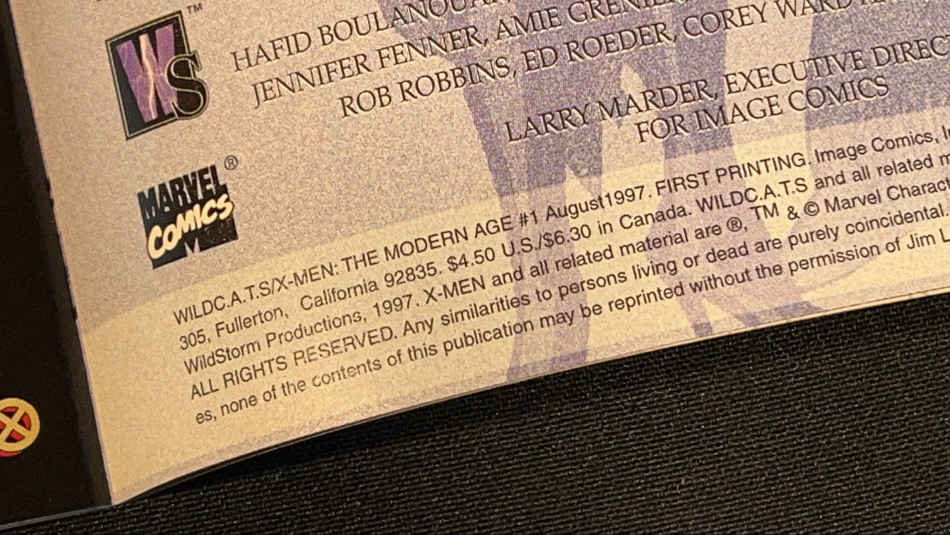 WS™
HAFID BOULANOUAR
JENNIFER FENNER, AMIE GRENIER
ROB ROBBINS, ED ROEDER, COREY WARD
LARRY MARDER, EXECUTIVE DIREC
FOR IMAGE COMICS
MARVEL®
COMICS
WILDC.A.T.S/X-MEN: THE MODERN AGE #1 August1997. FIRST PRINTING. Image Comics, I
305, Fullerton, California 92835. $4.50 U.S./$6.30 in Canada. WILDC.A.T.S and all related m
WildStorm Productions, 1997. X-MEN and all related material are ®, TM & © Marvel Charact
ALL RIGHTS RESERVED. Any similarities to persons living or dead are purely coincidental
es, none of the contents of this publication may be reprinted without the permission of Jim L